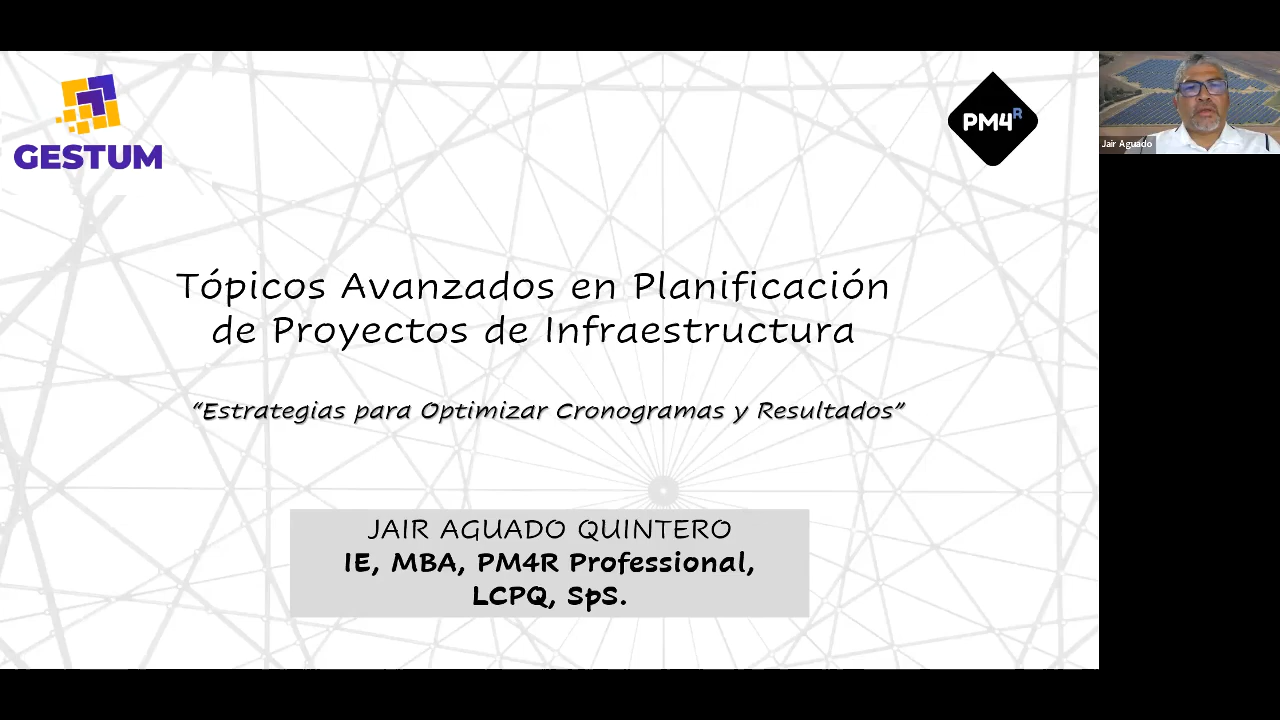 GESTUM
PM4R
Jair Aguado
Tópicos Avanzados en Planificación
de Proyectos de Infraestructura
“Estrategias para Optimizar Cronogramas y Resultados”
JAIR AGUADO QUINTERO
IE, MBA, PM4R Professional,
LCPQ, SpS.